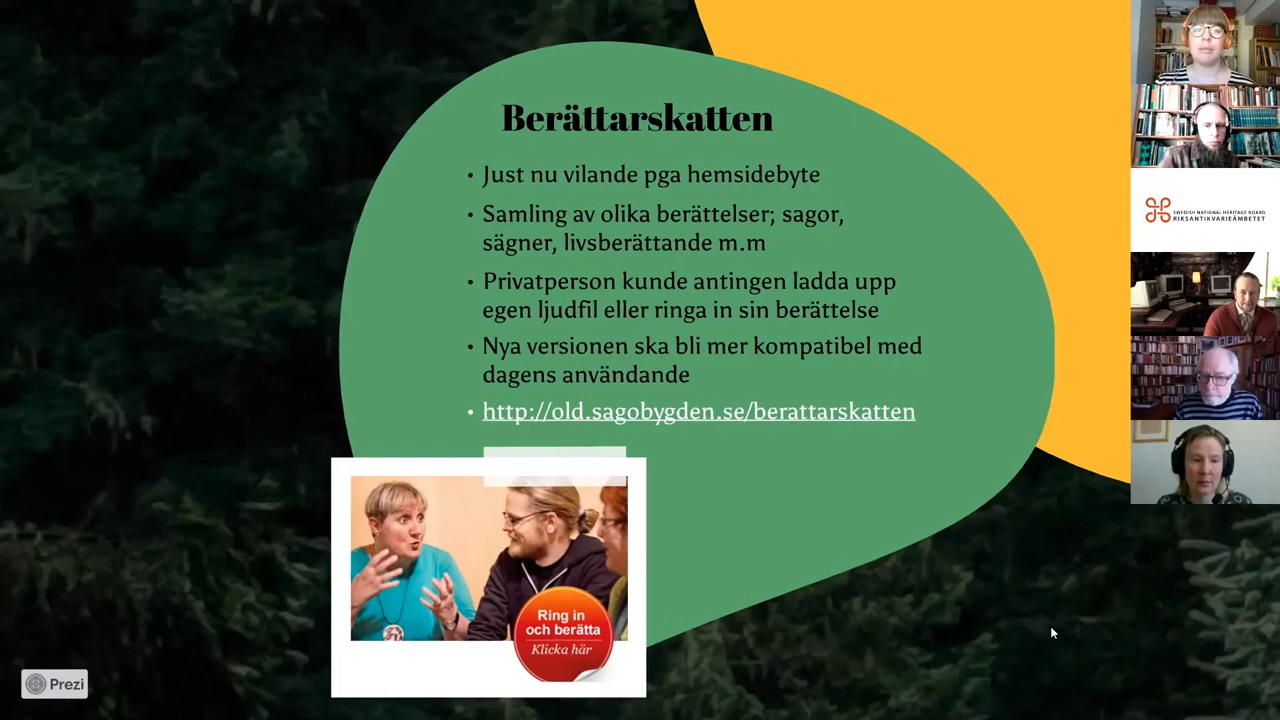 Berättarskatten
• Just nu vilande pga hemsidebyte
• Samling av olika berättelser; sagor,
sägner, livsberättande m.m
• Privatperson kunde antingen ladda upp
egen ljudfil eller ringa in sin berättelse
• Nya versionen ska bli mer kompatibel med
dagens användande
• http://old.sagobygden.se/berattarskatten
Ring in
och berätta
Klicka här
Prezi
SWEDISH NATIONAL HERITAGE BOARD
RIKSANTIKVARIEÄMBETET